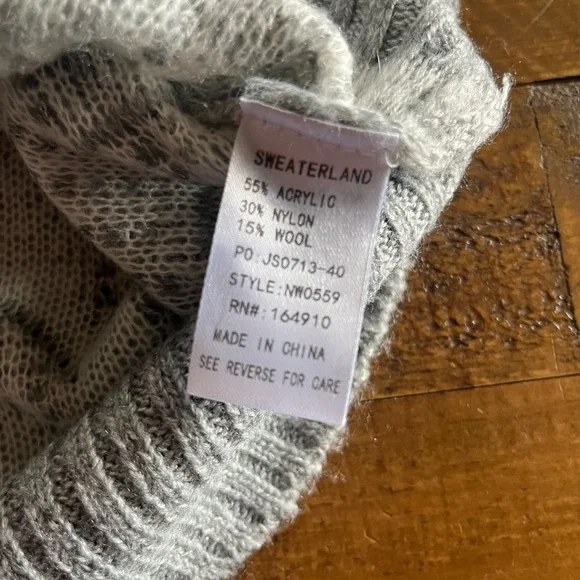 SWEATERLAND
55% ACRYLIC
30% NYLON
15% WOOL
PO:JS0713-40
STYLE:NW0559
RN#:164910
MADE IN CHINA
SEE REVERSE FOR CARE